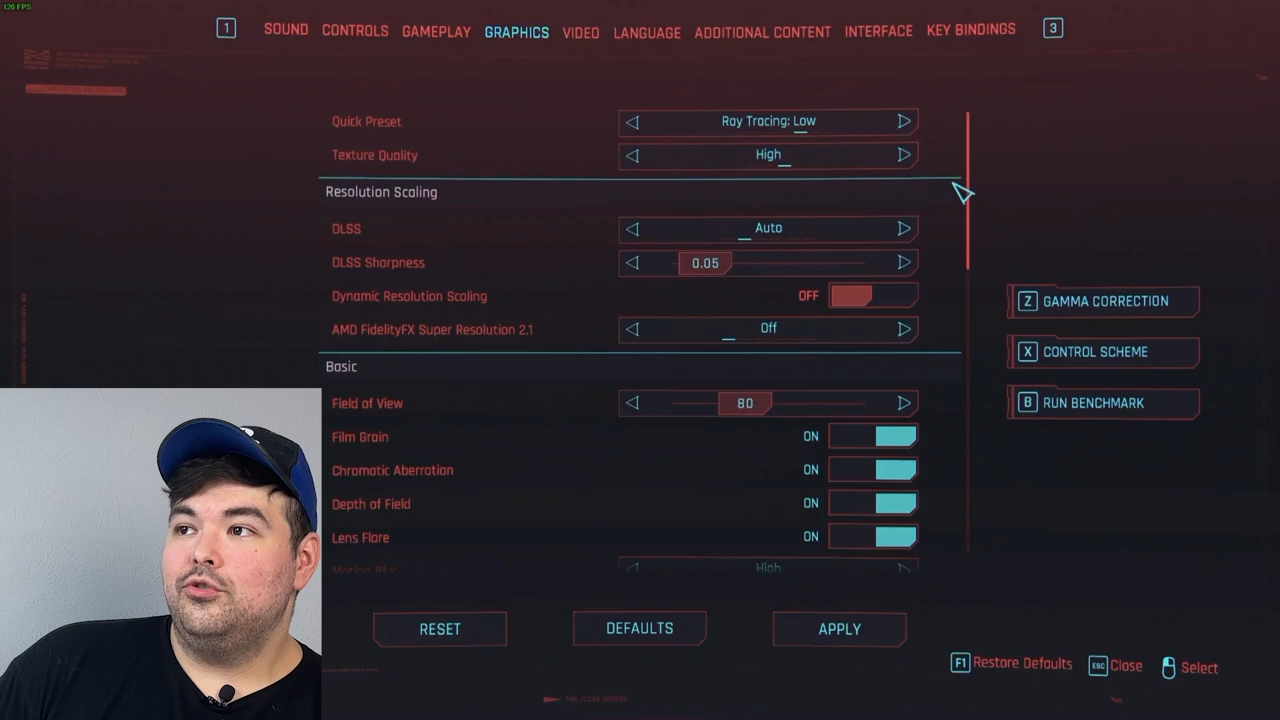 120 FPS
1 SOUND CONTROLS GAMEPLAY GRAPHICS VIDEO LANGUAGE ADDITIONAL CONTENT INTERFACE KEY BINDINGS 3
Quick Preset Ray Tracing: Low
Texture Quality High
Resolution Scaling
DLSS Auto
DLSS Sharpness 0.05
Dynamic Resolution Scaling OFF
Z GAMMA CORRECTION
AMD FidelityFX Super Resolution 2.1 Off
X CONTROL SCHEME
Basic
Field of View 80
B RUN BENCHMARK
Film Grain ON
Chromatic Aberration ON
Depth of Field ON
Lens Flare ON
Motion Blur High
RESET DEFAULTS APPLY
F1 Restore Defaults ESC Close Select